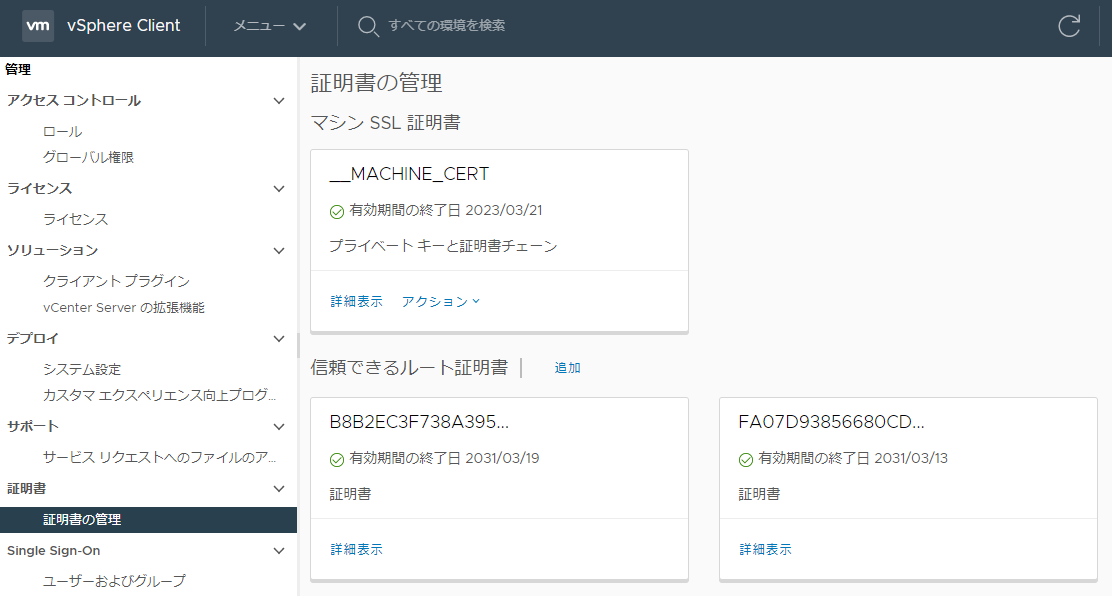 vm vSphere Client メニュー すべての環境を検索
管理
アクセス コントロール
ロール
グローバル権限
ライセンス
ライセンス
ソリューション
クライアント プラグイン
vCenter Server の拡張機能
デプロイ
システム設定
カスタマ エクスペリエンス向上プログ...
サポート
サービス リクエストへのファイルのア...
証明書
証明書の管理
Single Sign-On
ユーザーおよびグループ
証明書の管理
マシン SSL 証明書
__MACHINE_CERT
有効期間の終了日 2023/03/21
プライベート キーと証明書チェーン
詳細表示 アクション
信頼できるルート証明書 追加
B8B2EC3F738A395...
有効期間の終了日 2031/03/19
証明書
詳細表示
FA07D93856680CD...
有効期間の終了日 2031/03/13
証明書
詳細表示